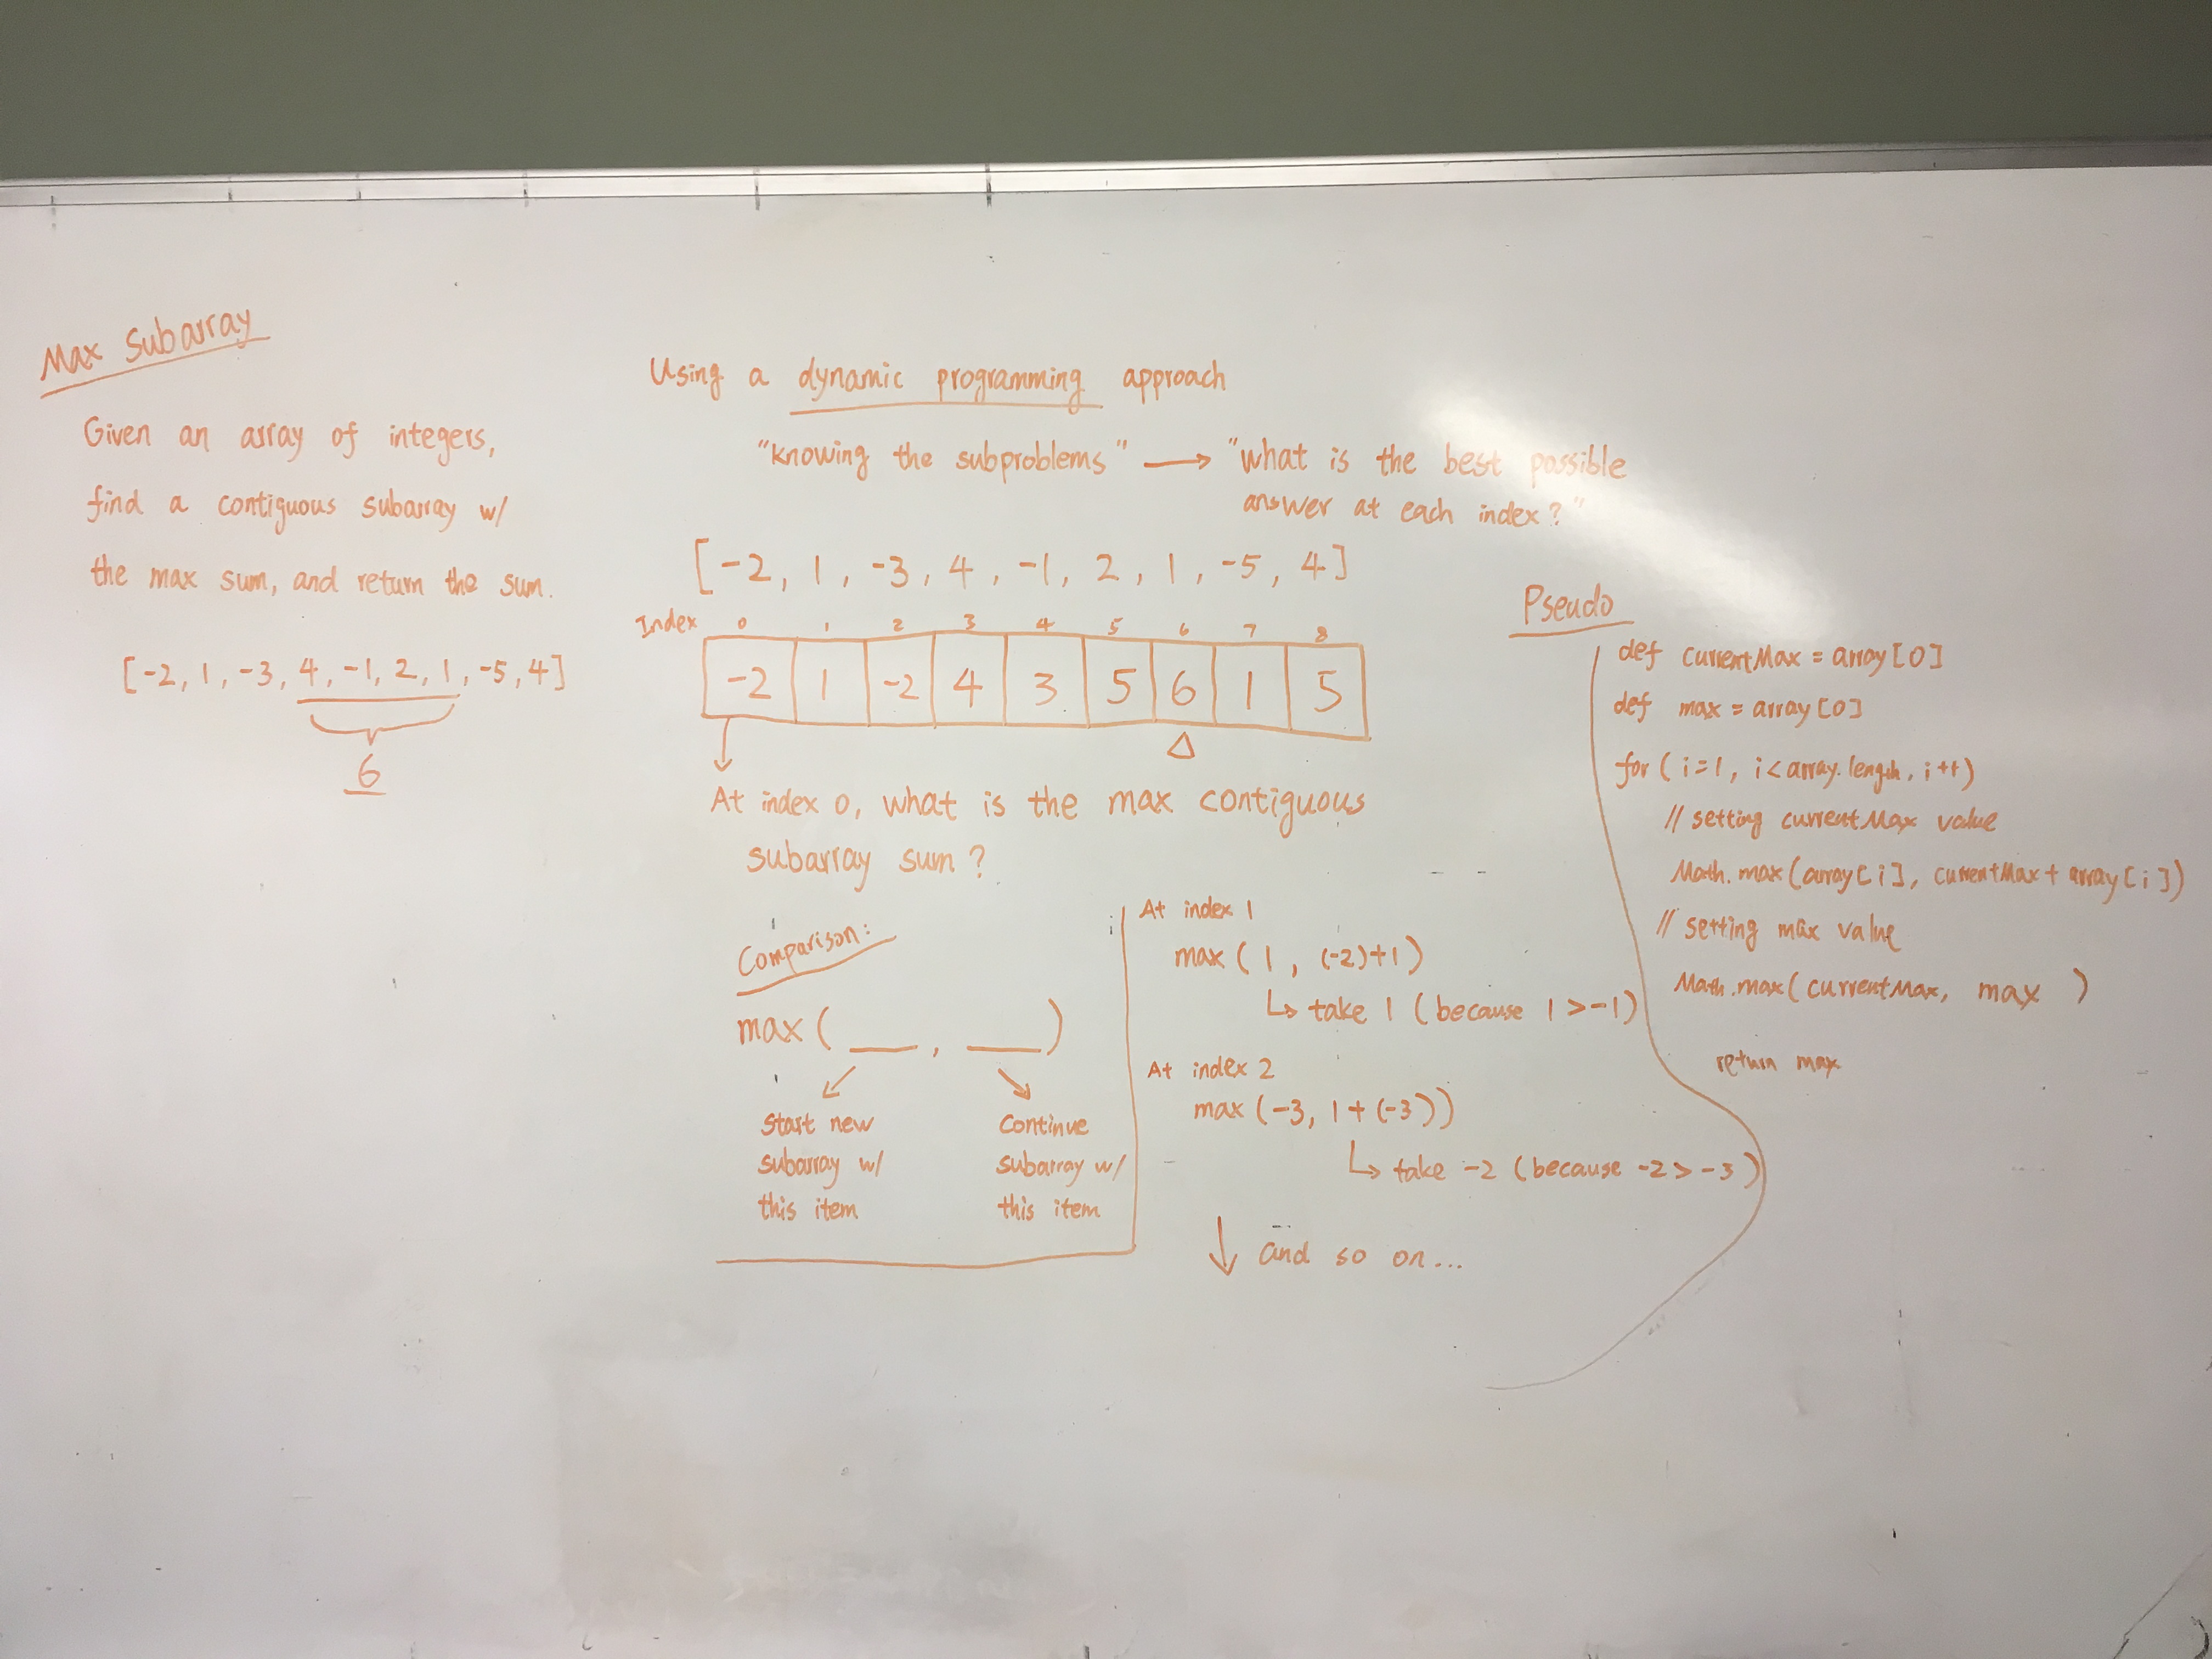 Max Subarray
Given an array of integers,
find a contiguous subarray w/
the max sum, and return the sum.
[-2, 1, -3, 4, -1, 2, 1, -5, 4]
6
Using a dynamic programming approach
"knowing the subproblems" → "what is the best possible
answer at each index?"
[-2, 1, -3, 4, -1, 2, 1, -5, 4]
Index 0 1 2 3 4 5 6 7 8
-2 1 -2 4 3 5 6 1 5
At index 0, what is the max contiguous
subarray sum?
Comparison:
max ( __ , __ )
Start new
subarray w/
this item
Continue
subarray w/
this item
At index 1
max ( 1, (-2)+1)
↳ take 1 (because 1 > -1)
At index 2
max (-3, 1 + (-3))
↳ take -2 (because -2 > -3)
↓ and so on...
Pseudo
def currentMax = array[0]
def max = array[0]
for ( i=1, i < array.length, i++)
// setting currentMax value
Math.max (array[i], currentMax + array[i])
// setting max value
Math.max( currentMax, max )
return max